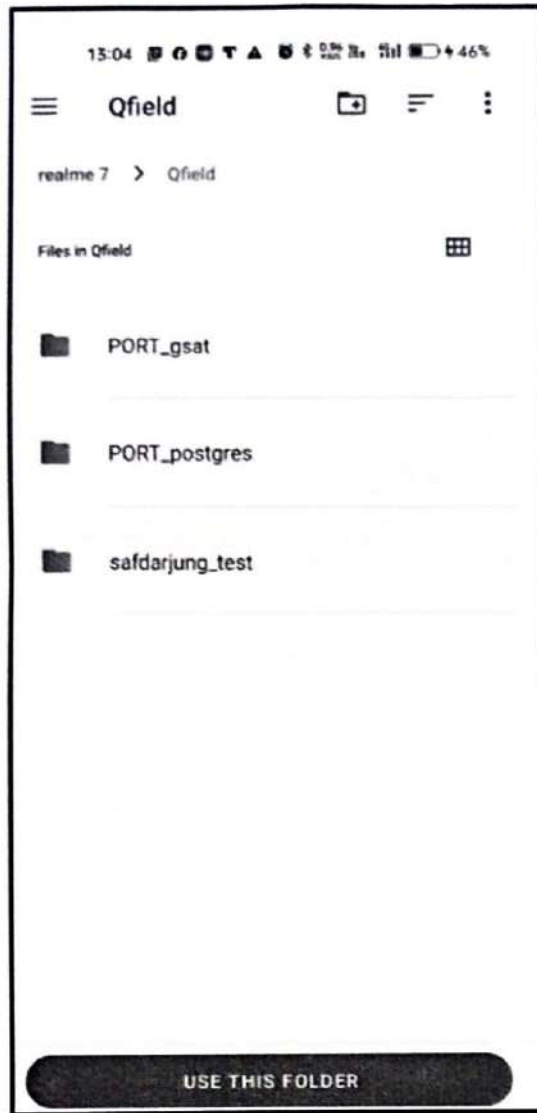 13:04 46%
Qfield
realme 7 > Qfield
Files in Qfield
PORT_gsat
PORT_postgres
safdarjung_test
USE THIS FOLDER